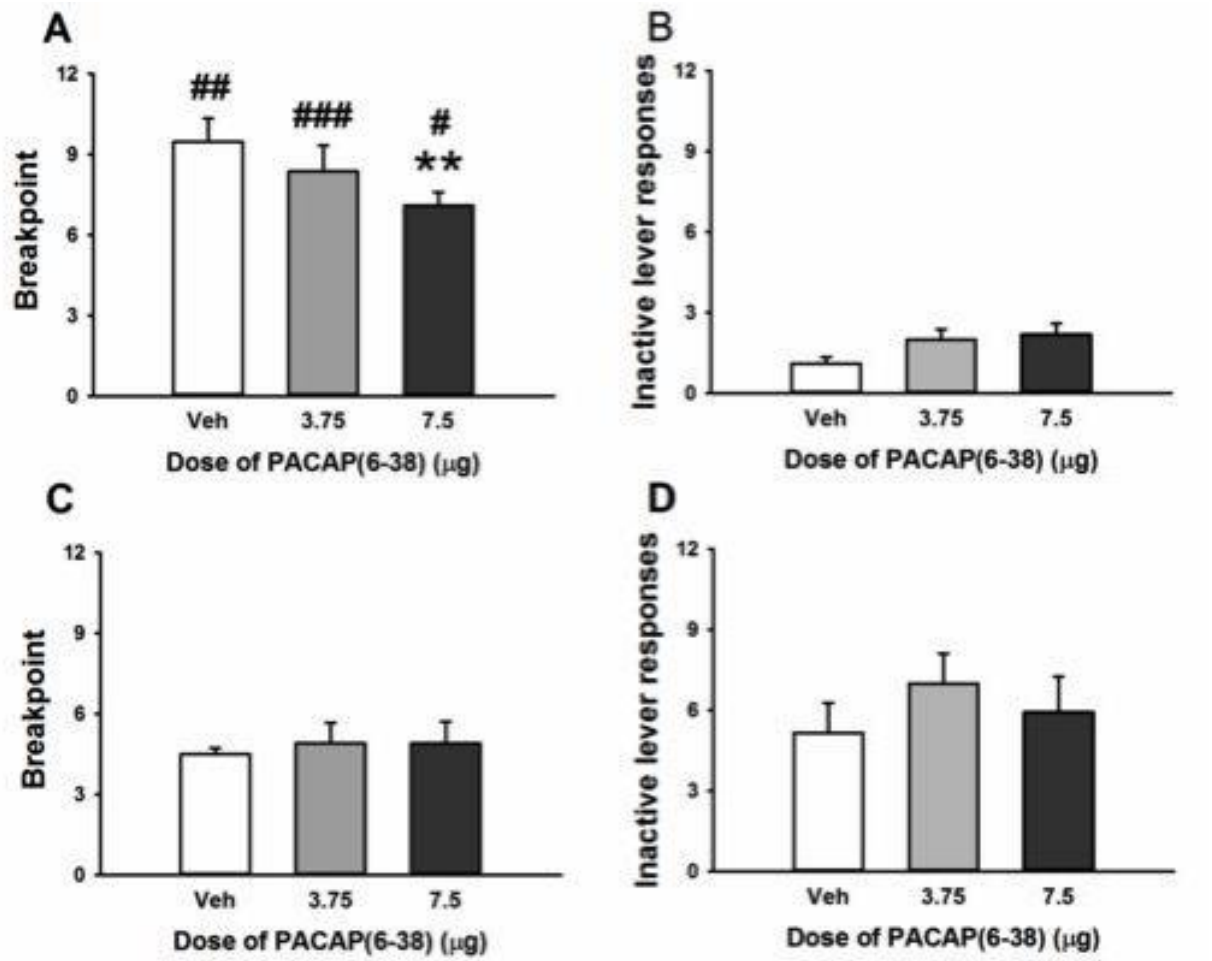 A
Breakpoint
12
9
6
3
0
##
###
#
**
Veh 3.75 7.5
Dose of PACAP(6-38) (µg)
B
Inactive lever responses
12
9
6
3
0
Veh 3.75 7.5
Dose of PACAP(6-38) (µg)
C
Breakpoint
12
9
6
3
0
Veh 3.75 7.5
Dose of PACAP(6-38) (µg)
D
Inactive lever responses
12
9
6
3
0
Veh 3.75 7.5
Dose of PACAP(6-38) (µg)